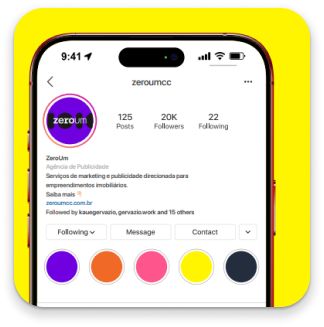 9:41
zeroumcc
zeroum
125
Posts
20K
Followers
22
Following
ZeroUm
Agência de Publicidade
Serviços de marketing e publicidade direcionada para
empreendimentos imobiliários.
Saiba mais 👇
zeroumcc.com.br
Followed by kauegervazio, gervazio.work and 15 others
Following
Message
Contact